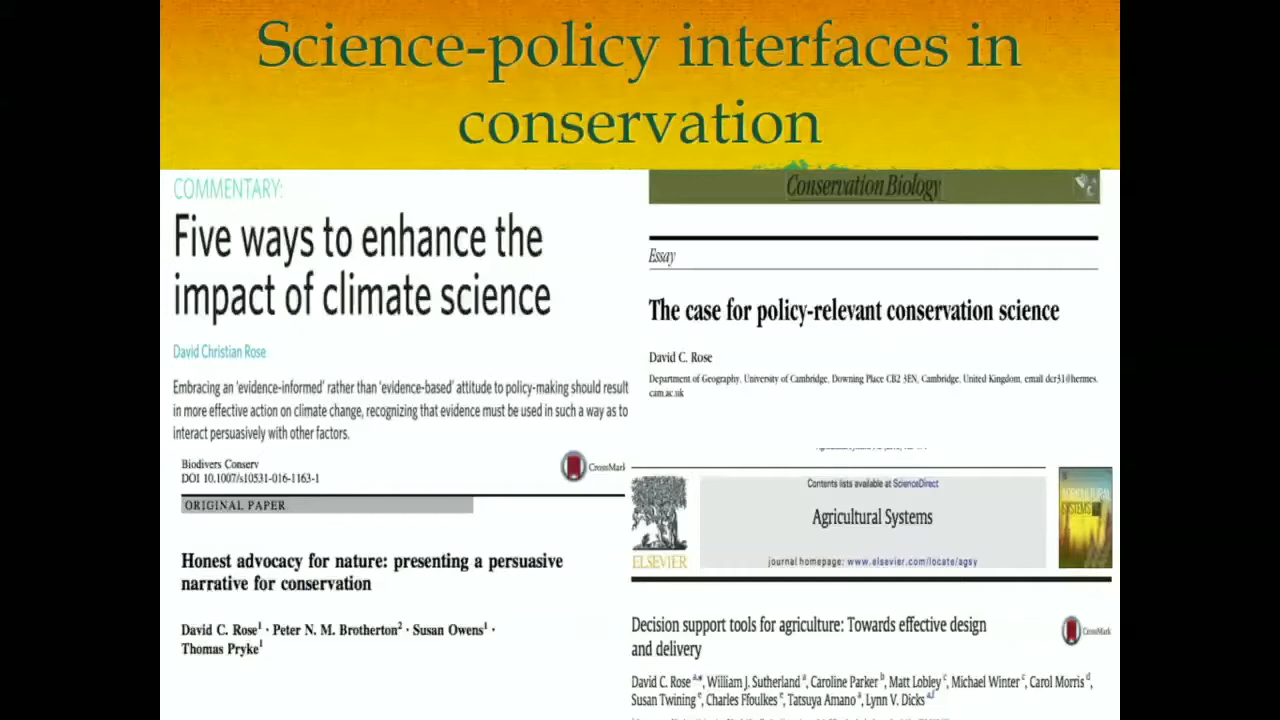 Science-policy interfaces in
conservation
COMMENTARY:
Five ways to enhance the
impact of climate science
David Christian Rose
Embracing an 'evidence-informed' rather than 'evidence-based' attitude to policy-making should result
in more effective action on climate change, recognizing that evidence must be used in such a way as to
interact persuasively with other factors.
Biodivers Conserv
DOI 10.1007/s10531-016-1163-1
CrossMark
ORIGINAL PAPER
Honest advocacy for nature: presenting a persuasive
narrative for conservation
David C. Rose1 · Peter N. M. Brotherton2 · Susan Owens1 ·
Thomas Pryke1
Conservation Biology
Essay
The case for policy-relevant conservation science
David C. Rose
Department of Geography, University of Cambridge, Downing Place CB2 3EN, Cambridge, United Kingdom, email dcr31@hermes.
cam.ac.uk
Contents lists available at ScienceDirect
Agricultural Systems
journal homepage: www.elsevier.com/locate/agsy
ELSEVIER
AGRICULTURAL
SYSTEMS
Decision support tools for agriculture: Towards effective design
and delivery
CrossMark
David C. Rose a,*, William J. Sutherland a, Caroline Parker b, Matt Lobley c, Michael Winter c, Carol Morris d,
Susan Twining e, Charles Ffoulkes e, Tatsuya Amano a, Lynn V. Dicks a,f